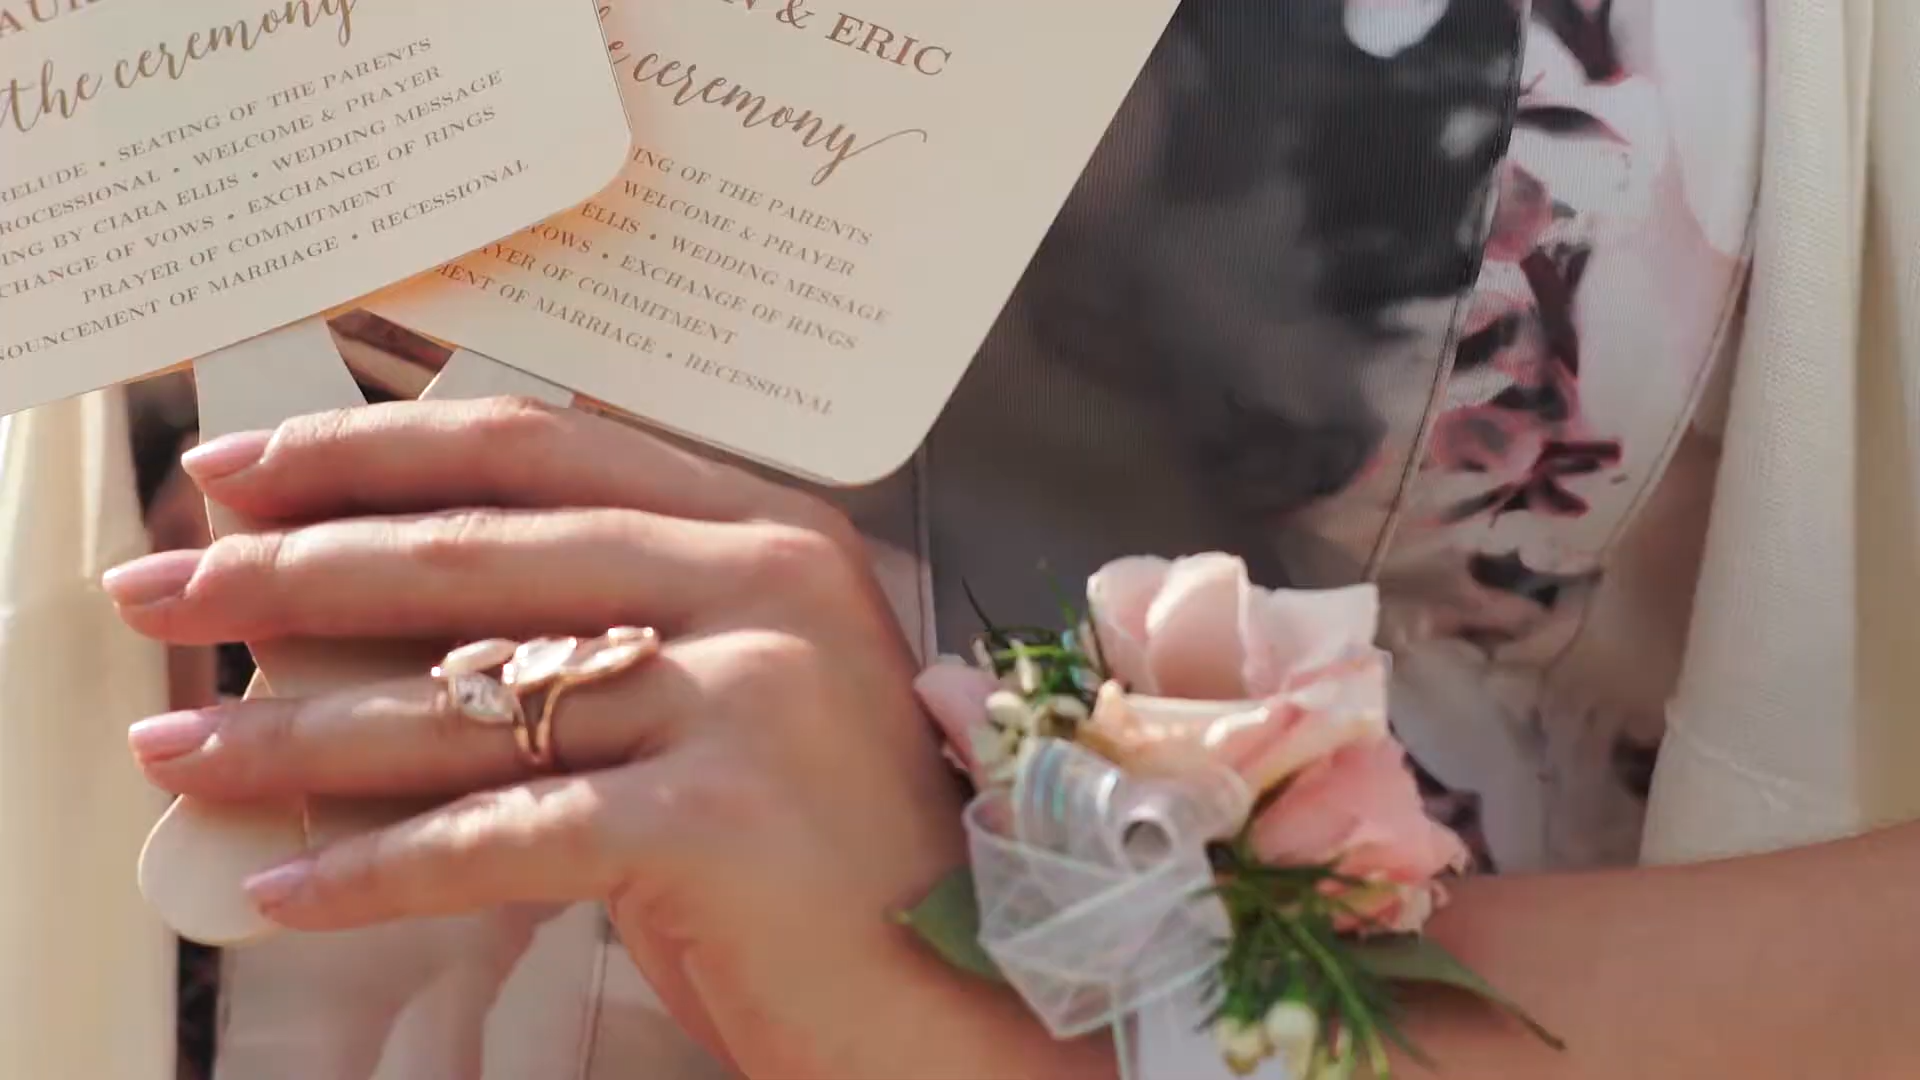 the ceremony
RELUDE • SEATING OF THE PARENTS
ROCESSIONAL • WELCOME & PRAYER
ING BY CIARA ELLIS • WEDDING MESSAGE
CHANGE OF VOWS • EXCHANGE OF RINGS
PRAYER OF COMMITMENT
NOUNCEMENT OF MARRIAGE • RECESSIONAL
N & ERIC
e ceremony
ING OF THE PARENTS
WELCOME & PRAYER
ELLIS • WEDDING MESSAGE
VOWS • EXCHANGE OF RINGS
AYER OF COMMITMENT
MENT OF MARRIAGE • RECESSIONAL